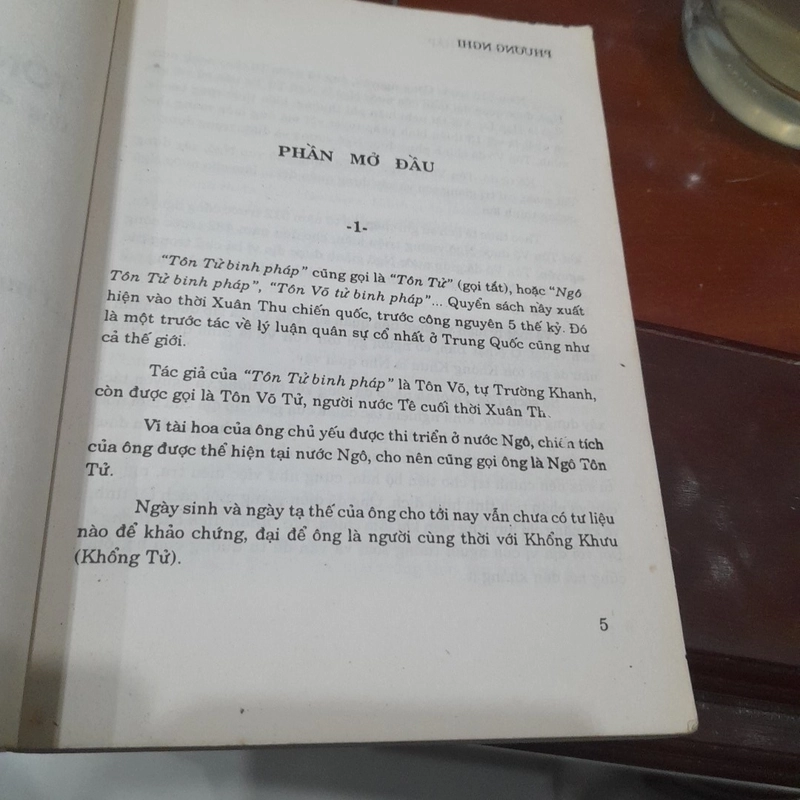 PHẦN MỞ ĐẦU
-1-
“Tôn Tử binh pháp” cũng gọi là “Tôn Tử” (gọi tắt), hoặc “Ngô
Tôn Tử binh pháp”, “Tôn Võ tử binh pháp”... Quyển sách nầy xuất
hiện vào thời Xuân Thu chiến quốc, trước công nguyên 5 thế kỷ. Đó
là một trước tác về lý luận quân sự cổ nhất ở Trung Quốc cũng như
cả thế giới.
Tác giả của “Tôn Tử binh pháp” là Tôn Võ, tự Trường Khanh,
còn được gọi là Tôn Võ Tử, người nước Tề cuối thời Xuân Th.
Vì tài hoa của ông chủ yếu được thi triển ở nước Ngô, chiến tích
của ông được thể hiện tại nước Ngô, cho nên cũng gọi ông là Ngô Tôn
Tử.
Ngày sinh và ngày tạ thế của ông cho tới nay vẫn chưa có tư liệu
nào để khảo chứng, đại để ông là người cùng thời với Khổng Khưu
(Khổng Tử).
5